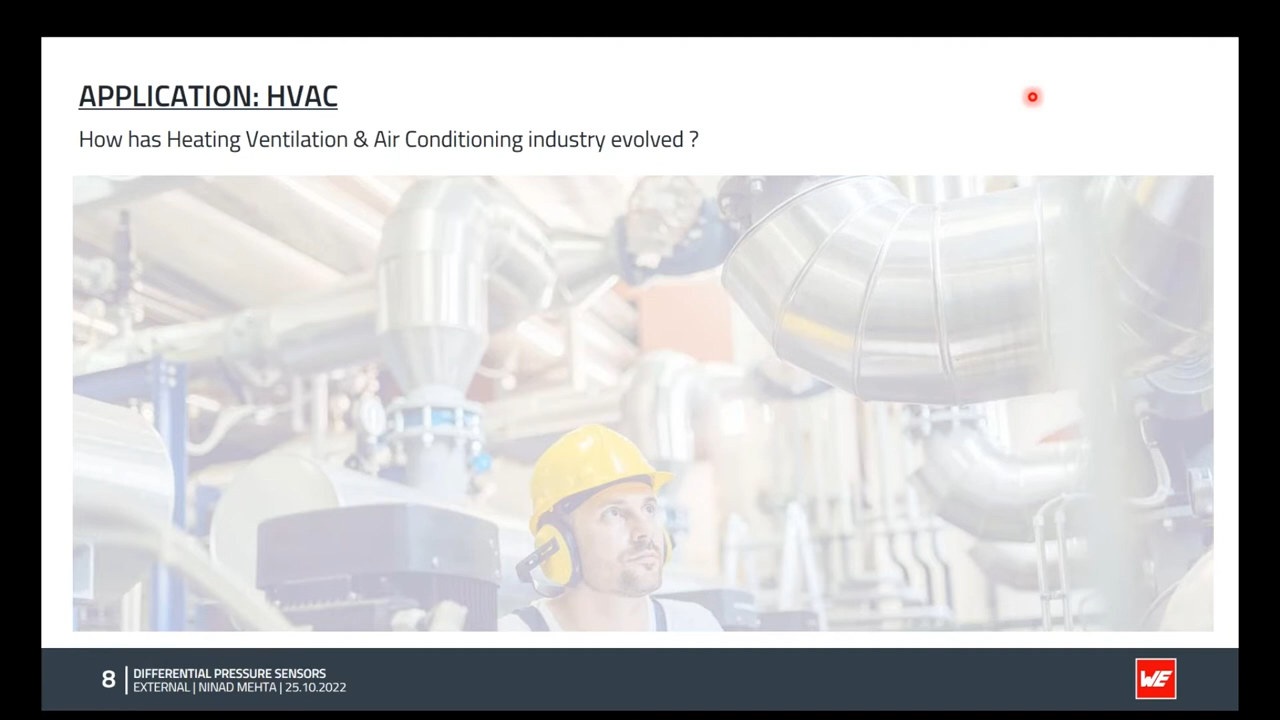 APPLICATION: HVAC
How has Heating Ventilation & Air Conditioning industry evolved ?
8
DIFFERENTIAL PRESSURE SENSORS
EXTERNAL | NINAD MEHTA | 25.10.2022
WE